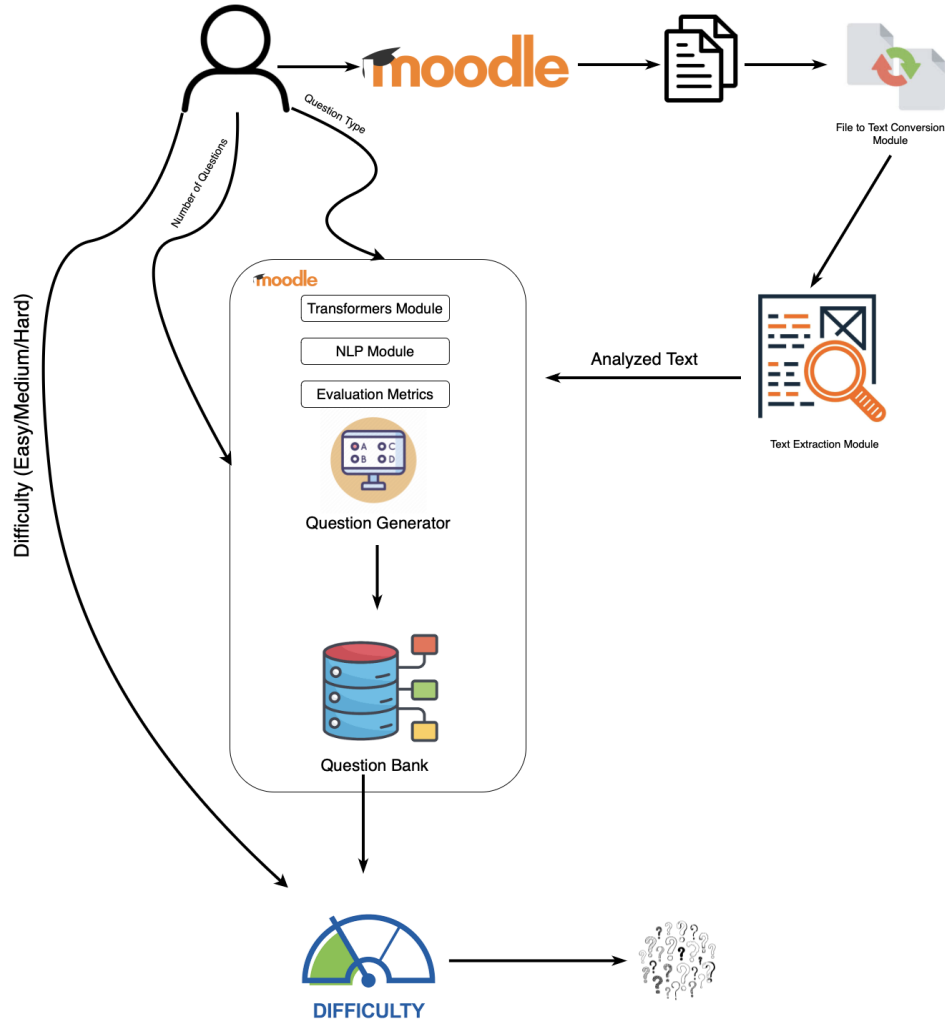 moodle
File to Text Conversion
Module
Question Type
Number of Questions
Difficulty (Easy/Medium/Hard)
moodle
Transformers Module
NLP Module
Evaluation Metrics
A C
B D
Question Generator
Analyzed Text
Text Extraction Module
Question Bank
DIFFICULTY